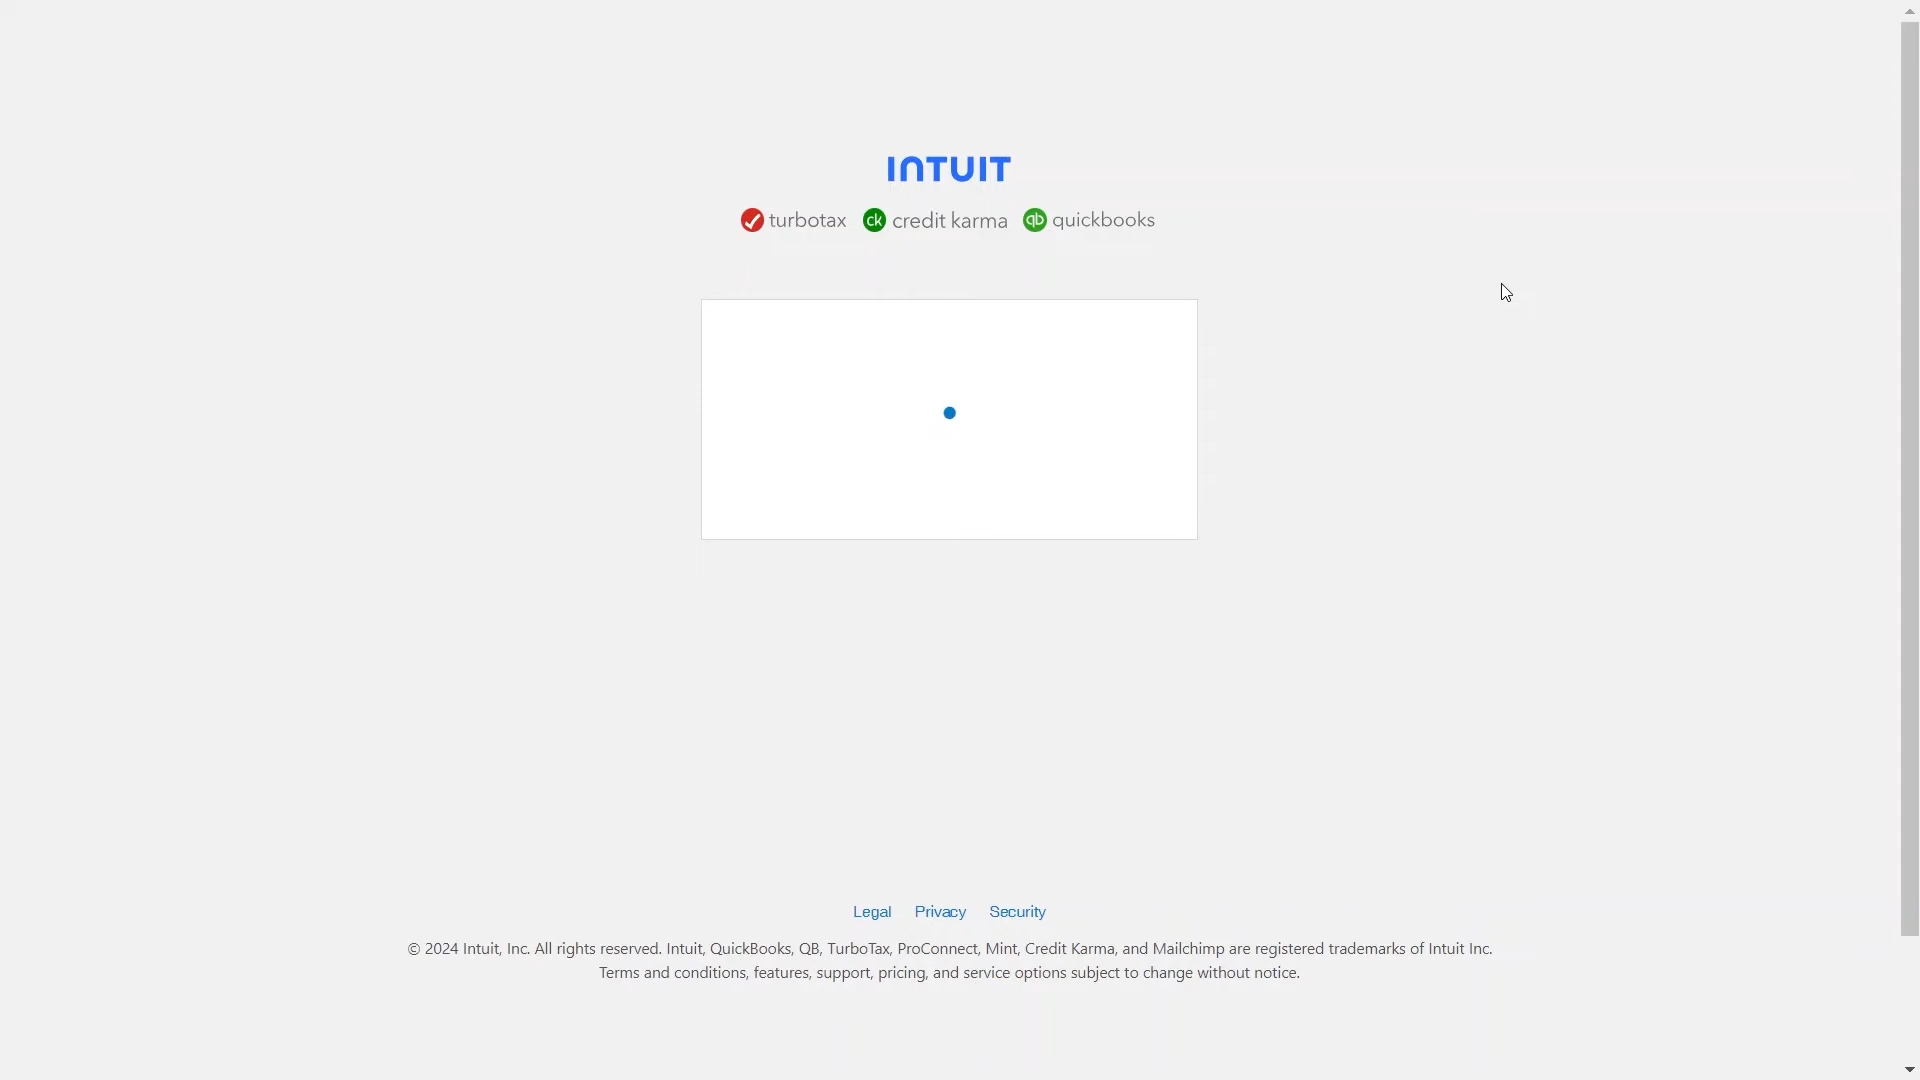 INTUIT
turbotax ck credit karma qb quickbooks
Legal Privacy Security
© 2024 Intuit, Inc. All rights reserved. Intuit, QuickBooks, QB, TurboTax, ProConnect, Mint, Credit Karma, and Mailchimp are registered trademarks of Intuit Inc.
Terms and conditions, features, support, pricing, and service options subject to change without notice.